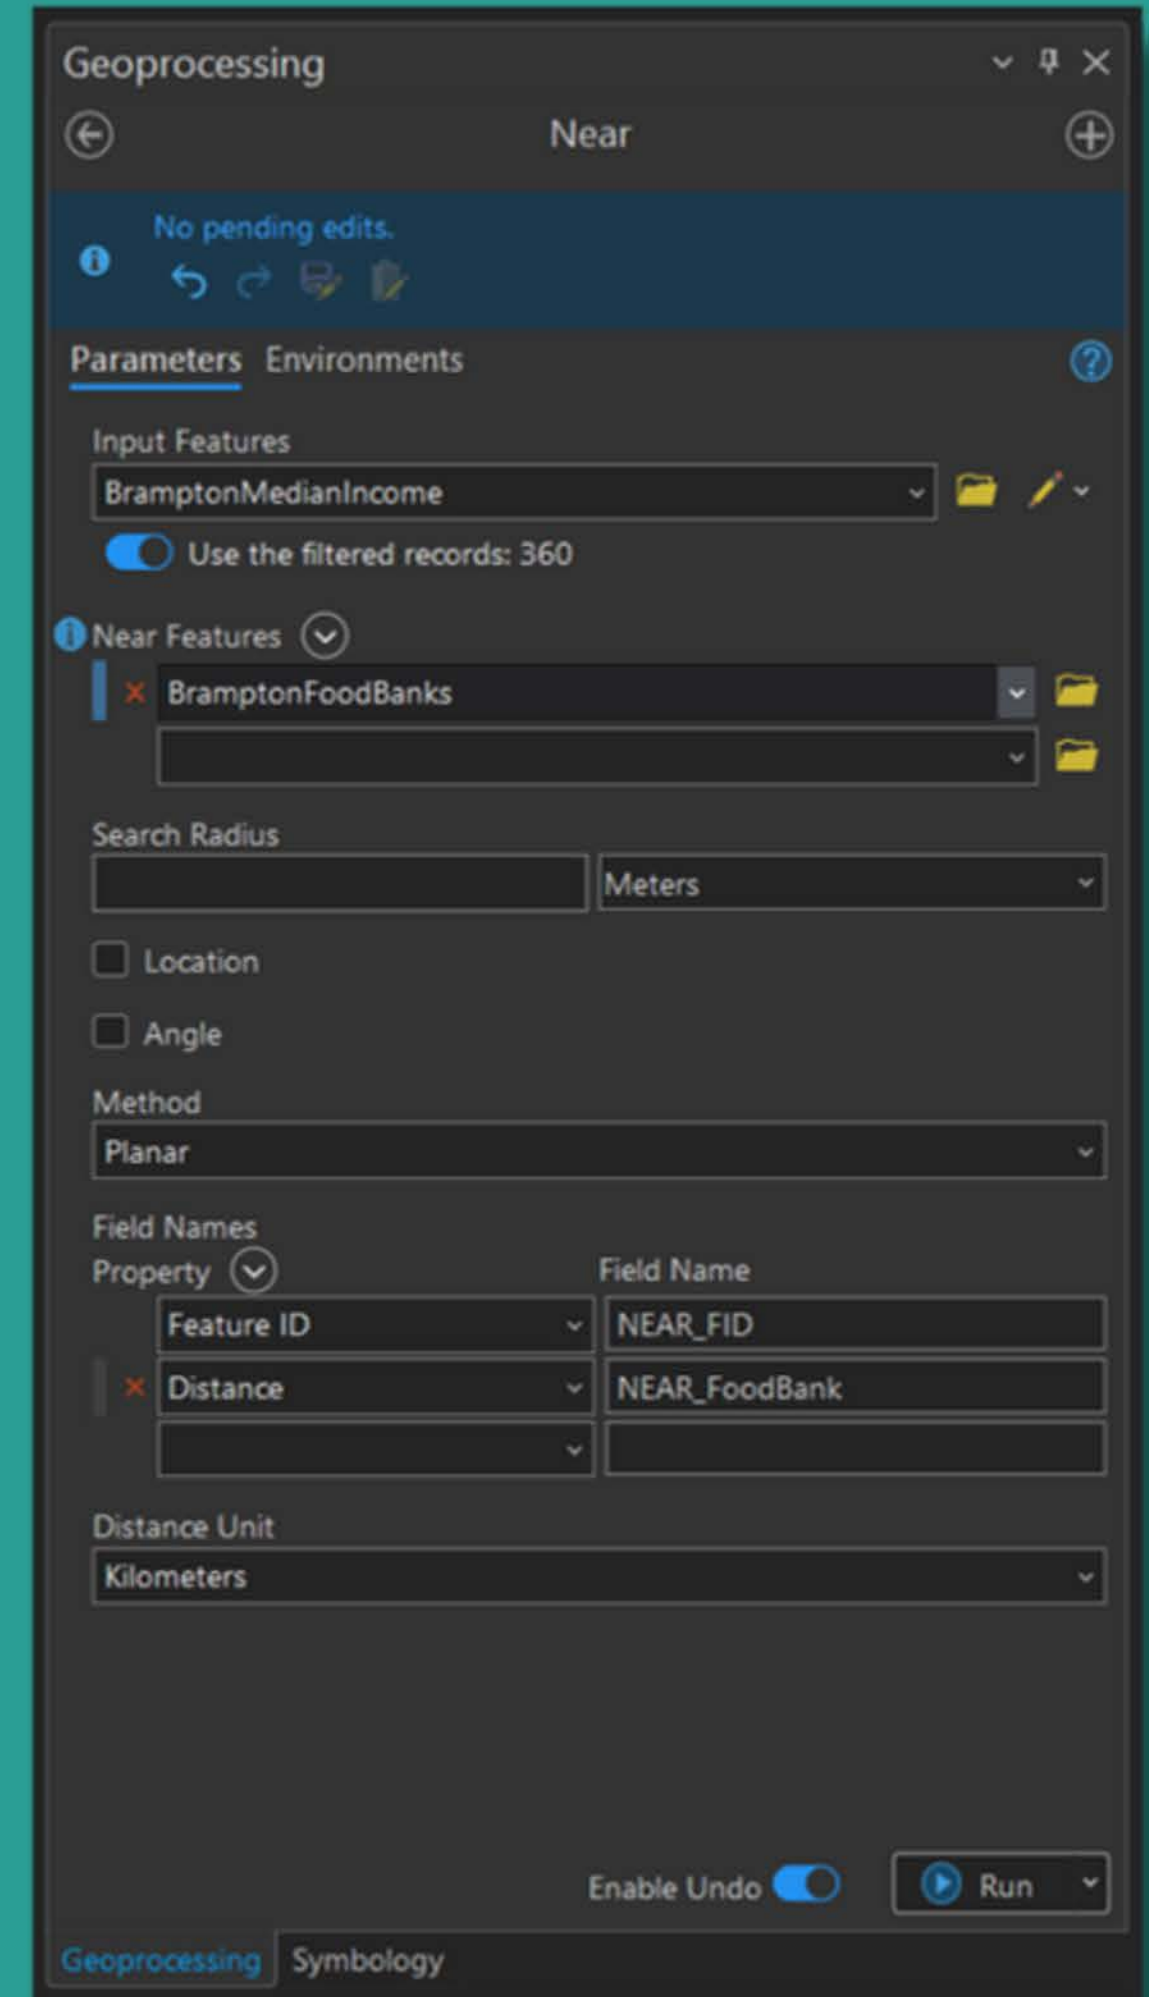 Geoprocessing
Near
No pending edits.
Parameters Environments
Input Features
BramptonMedianIncome
Use the filtered records: 360
Near Features
BramptonFoodBanks
Search Radius
Meters
Location
Angle
Method
Planar
Field Names
Property Field Name
Feature ID NEAR_FID
Distance NEAR_FoodBank
Distance Unit
Kilometers
Enable Undo Run
Geoprocessing Symbology